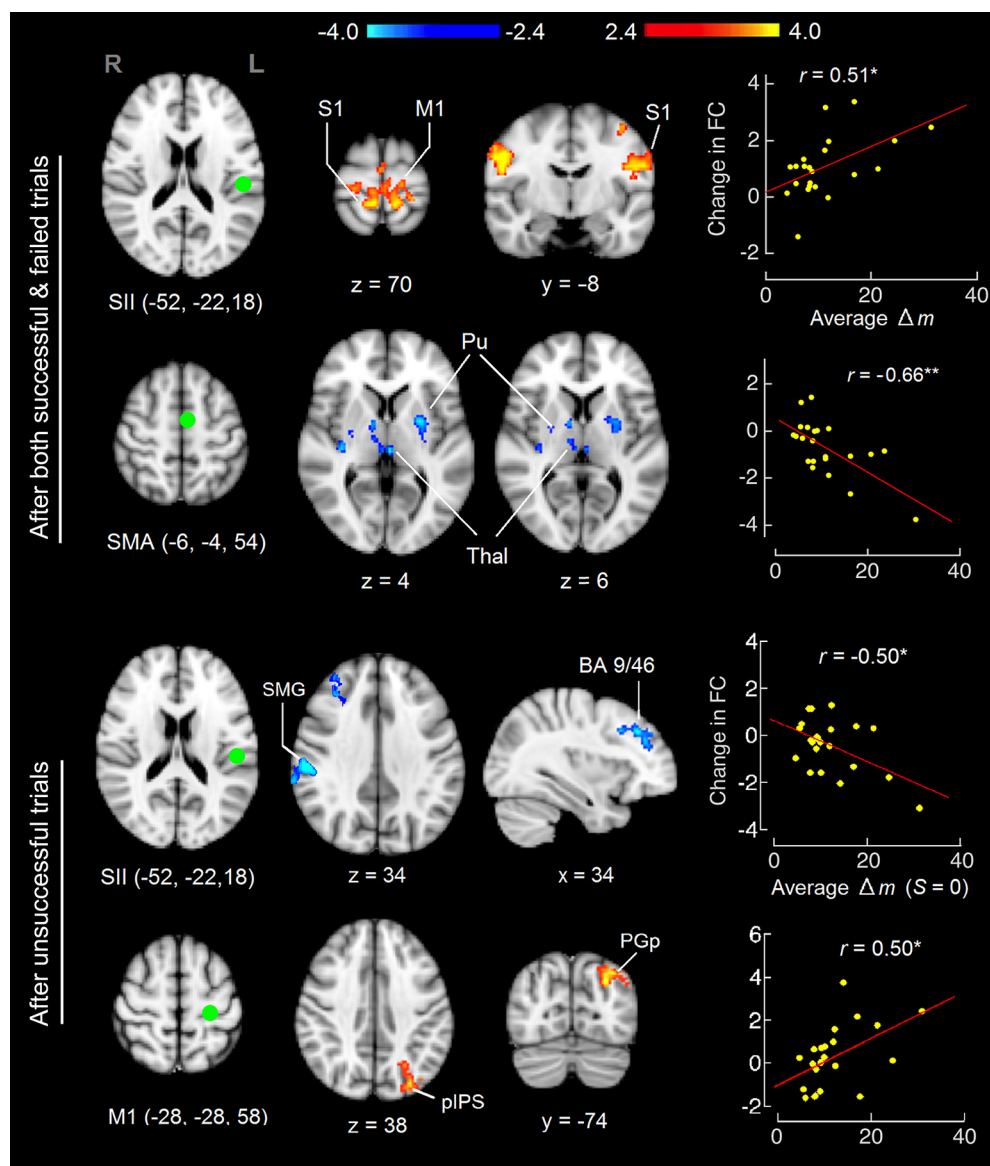 -4.0 -2.4 2.4 4.0
R L
S1 M1 S1
r = 0.51*
4
2
0
-2
Change in FC
0 20 40
Average Δm
SII (-52, -22,18)
z = 70
y = -8
After both successful & failed trials
Pu
Thal
r = -0.66**
2
0
-2
-4
0 20 40
SMA (-6, -4, 54)
z = 4
z = 6
SMG
BA 9/46
r = -0.50*
4
2
0
-2
-4
Change in FC
0 20 40
Average Δm (S = 0)
SII (-52, -22,18)
z = 34
x = 34
After unsuccessful trials
pIPS
PGp
r = 0.50*
6
4
2
0
-2
0 20 40
M1 (-28, -28, 58)
z = 38
y = -74